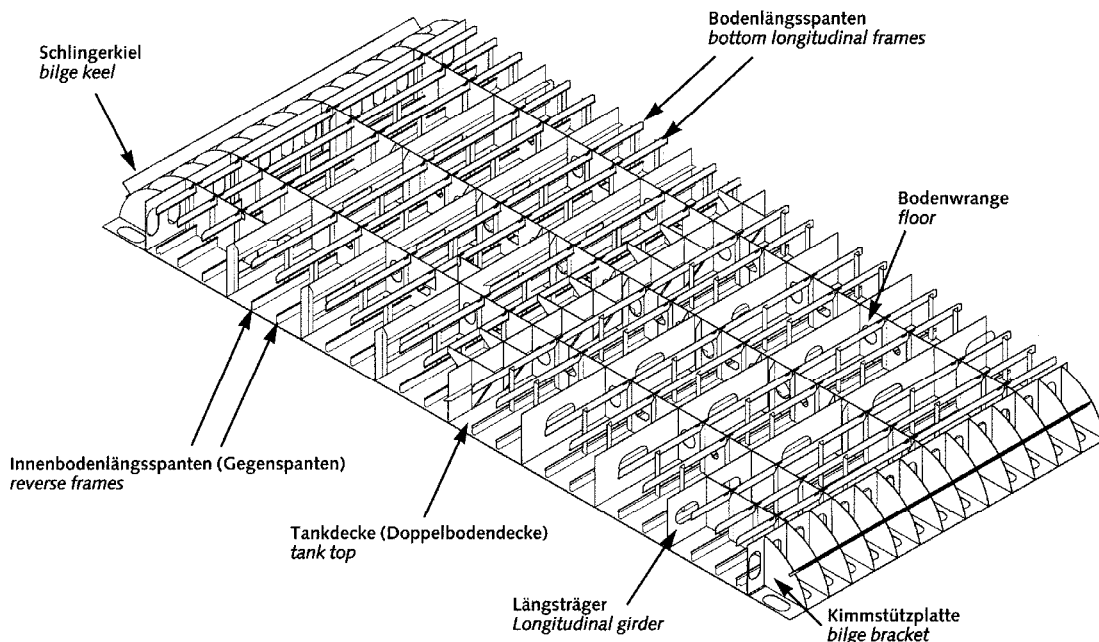 Bodenlängsspanten
bottom longitudinal frames
Schlingerkiel
bilge keel
Bodenwrange
floor
Innenbodenlängsspanten (Gegenspanten)
reverse frames
Tankdecke (Doppelbodendecke)
tank top
Längsträger
Longitudinal girder
Kimmstützplatte
bilge bracket